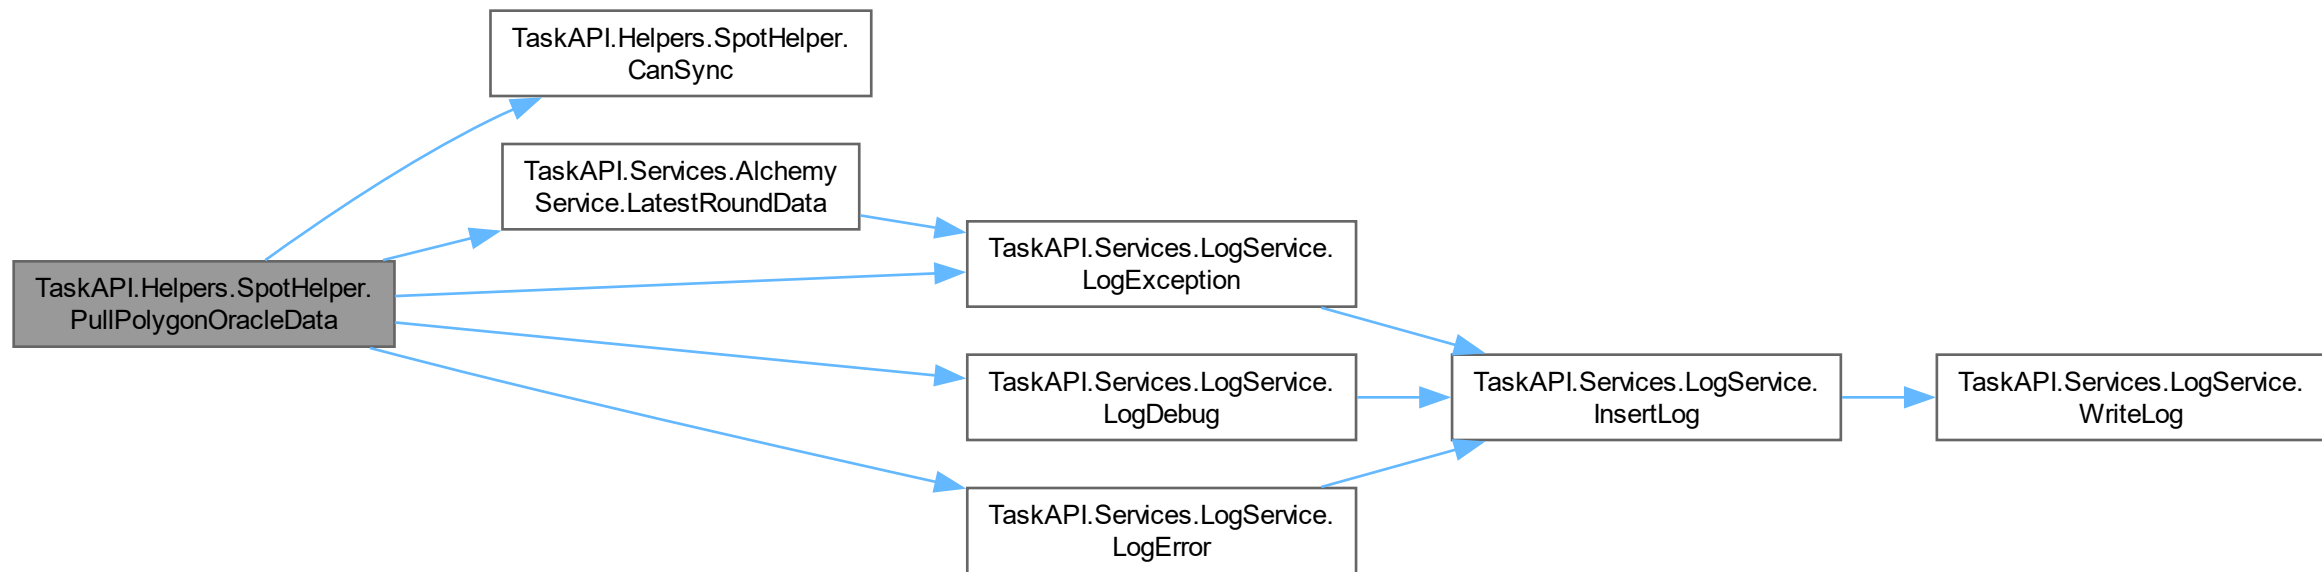 TaskAPI.Helpers.SpotHelper.
CanSync
TaskAPI.Services.Alchemy
Service.LatestRoundData
TaskAPI.Services.LogService.
LogException
TaskAPI.Helpers.SpotHelper.
PullPolygonOracleData
TaskAPI.Services.LogService.
LogDebug
TaskAPI.Services.LogService.
InsertLog
TaskAPI.Services.LogService.
WriteLog
TaskAPI.Services.LogService.
LogError